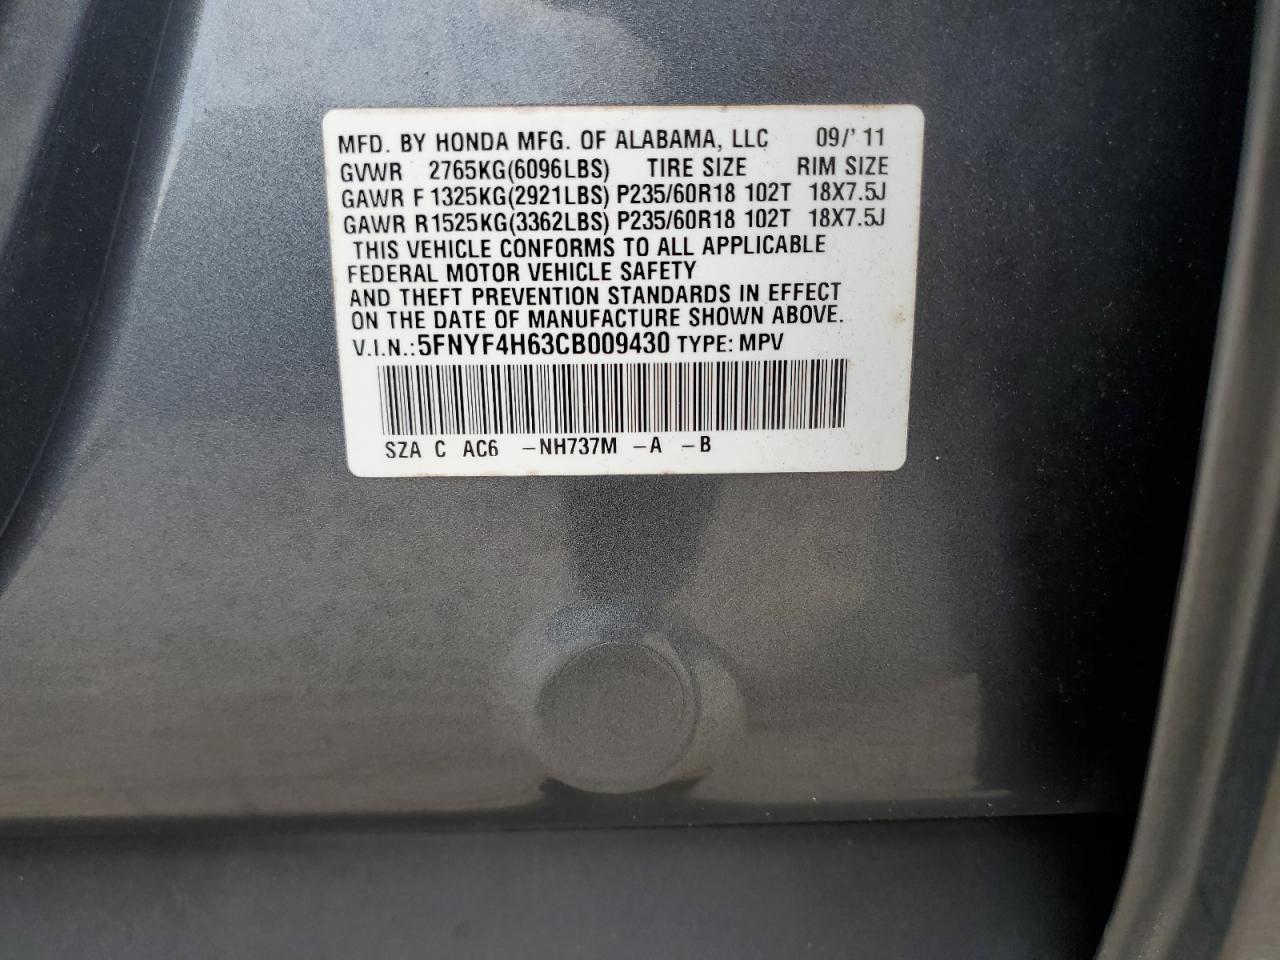 MFD. BY HONDA MFG. OF ALABAMA, LLC 09/'11
GVWR 2765KG(6096LBS) TIRE SIZE RIM SIZE
GAWR F 1325KG(2921LBS) P235/60R18 102T 18X7.5J
GAWR R1525KG(3362LBS) P235/60R18 102T 18X7.5J
THIS VEHICLE CONFORMS TO ALL APPLICABLE
FEDERAL MOTOR VEHICLE SAFETY
AND THEFT PREVENTION STANDARDS IN EFFECT
ON THE DATE OF MANUFACTURE SHOWN ABOVE.
V.I.N.:5FNYF4H63CB009430 TYPE: MPV
SZA C AC6 -NH737M -A -B